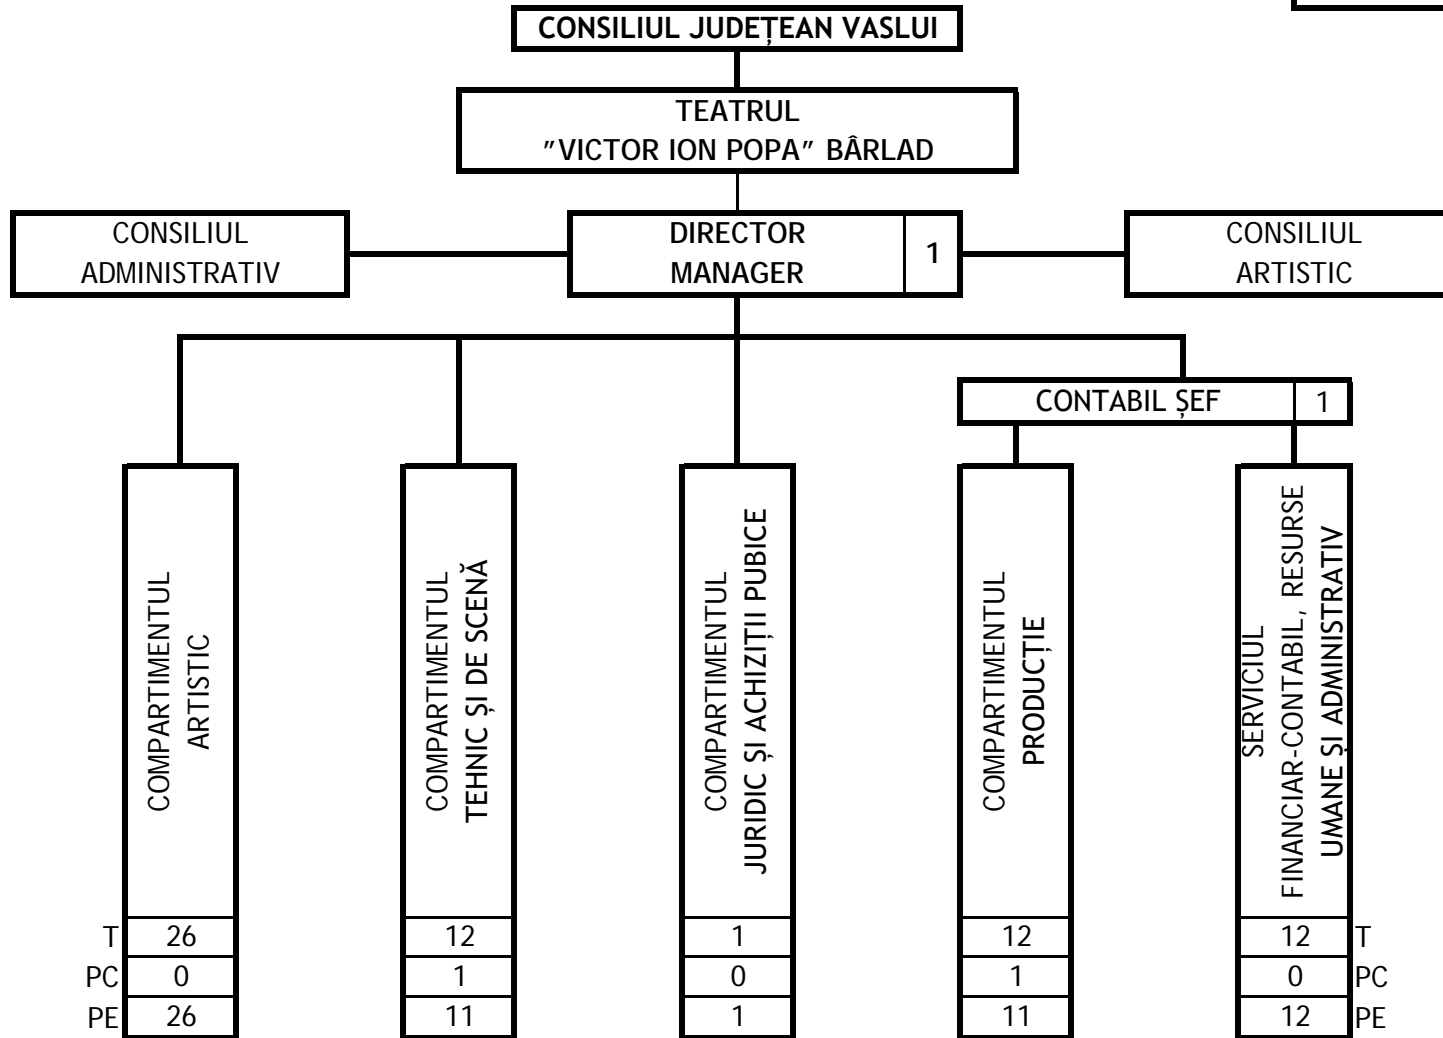 CONSILIUL JUDEȚEAN VASLUI
TEATRUL
"VICTOR ION POPA" BÂRLAD
CONSILIUL
ADMINISTRATIV
DIRECTOR
MANAGER
1
CONSILIUL
ARTISTIC
CONTABIL ȘEF
1
COMPARTIMENTUL
ARTISTIC
COMPARTIMENTUL
TEHNIC ȘI DE SCENĂ
COMPARTIMENTUL
JURIDIC ȘI ACHIZIȚII PUBICE
COMPARTIMENTUL
PRODUCȚIE
SERVICIUL
FINANCIAR-CONTABIL, RESURSE
UMANE ȘI ADMINISTRATIV
T 26 12 1 12 12 T
PC 0 1 0 1 0 PC
PE 26 11 1 11 12 PE